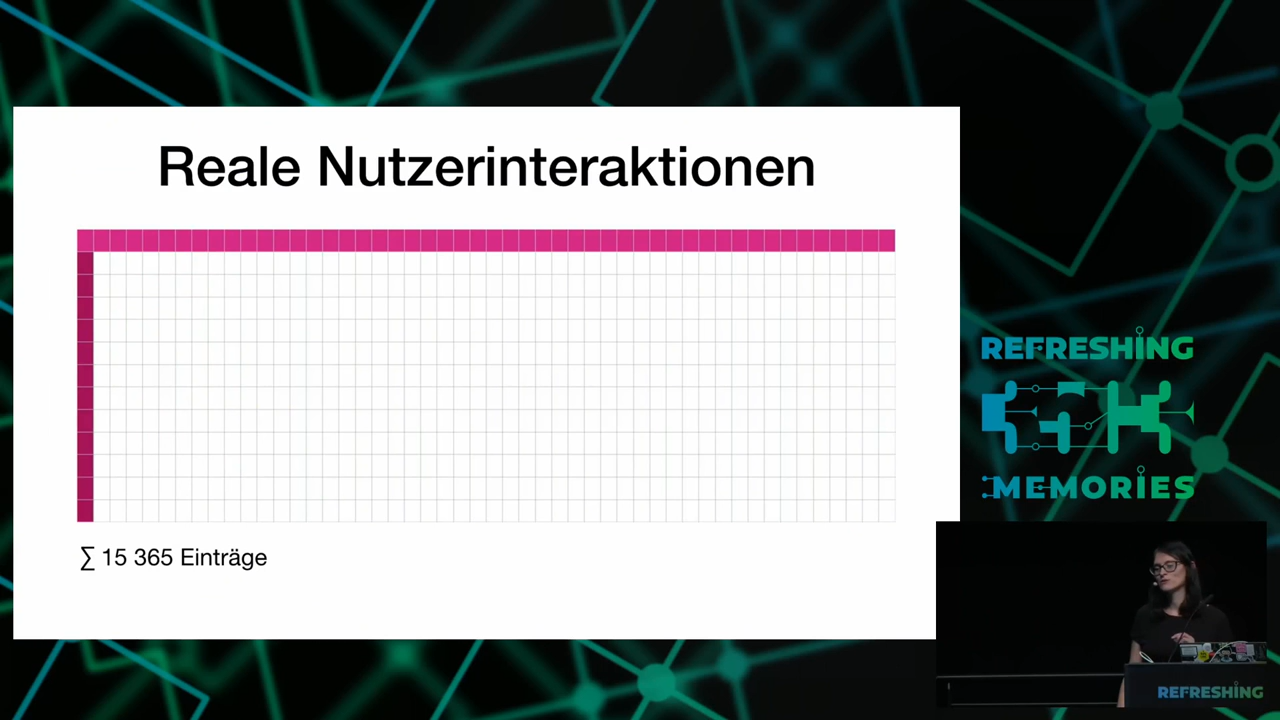 Reale Nutzerinteraktionen
∑ 15 365 Einträge
REFRESHING
MEMORIES
REFRESHING